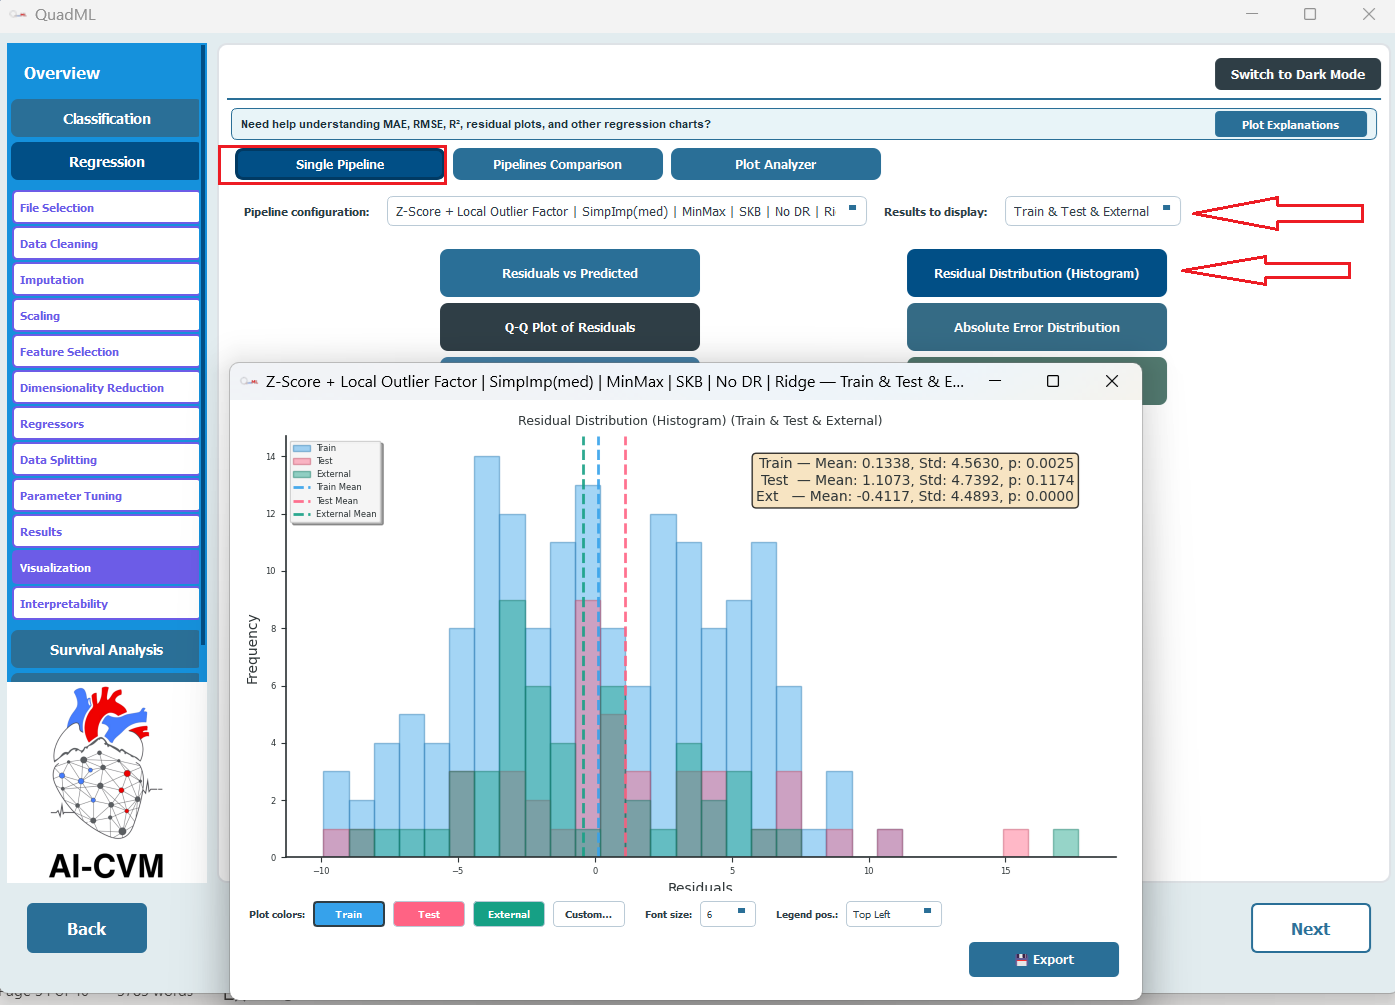 QuadML
Overview
Classification
Regression
File Selection
Data Cleaning
Imputation
Scaling
Feature Selection
Dimensionality Reduction
Regressors
Data Splitting
Parameter Tuning
Results
Visualization
Interpretability
Survival Analysis
AI-CVM
Back
Switch to Dark Mode
Need help understanding MAE, RMSE, R², residual plots, and other regression charts?
Plot Explanations
Single Pipeline
Pipelines Comparison
Plot Analyzer
Pipeline configuration:
Z-Score + Local Outlier Factor | SimpImp(med) | MinMax | SKB | No DR | Ri
Results to display:
Train & Test & External
Residuals vs Predicted
Residual Distribution (Histogram)
Q-Q Plot of Residuals
Absolute Error Distribution
Z-Score + Local Outlier Factor | SimpImp(med) | MinMax | SKB | No DR | Ridge — Train & Test & E...
Residual Distribution (Histogram) (Train & Test & External)
Train
Test
External
Train Mean
Test Mean
External Mean
Train — Mean: 0.1338, Std: 4.5630, p: 0.0025
Test — Mean: 1.1073, Std: 4.7392, p: 0.1174
Ext — Mean: -0.4117, Std: 4.4893, p: 0.0000
Frequency
14
12
10
8
6
4
2
0
−10
−5
0
5
10
15
Residuals
Plot colors:
Train
Test
External
Custom...
Font size:
6
Legend pos.:
Top Left
Export
Next